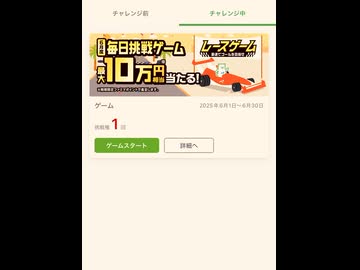 チャレンジ前
チャレンジ中
毎日挑戦ゲーム
最大10万円相当当たる!
レースゲーム
ゲーム
2025年6月1日〜6月30日
挑戦権 1 回
ゲームスタート
詳細へ